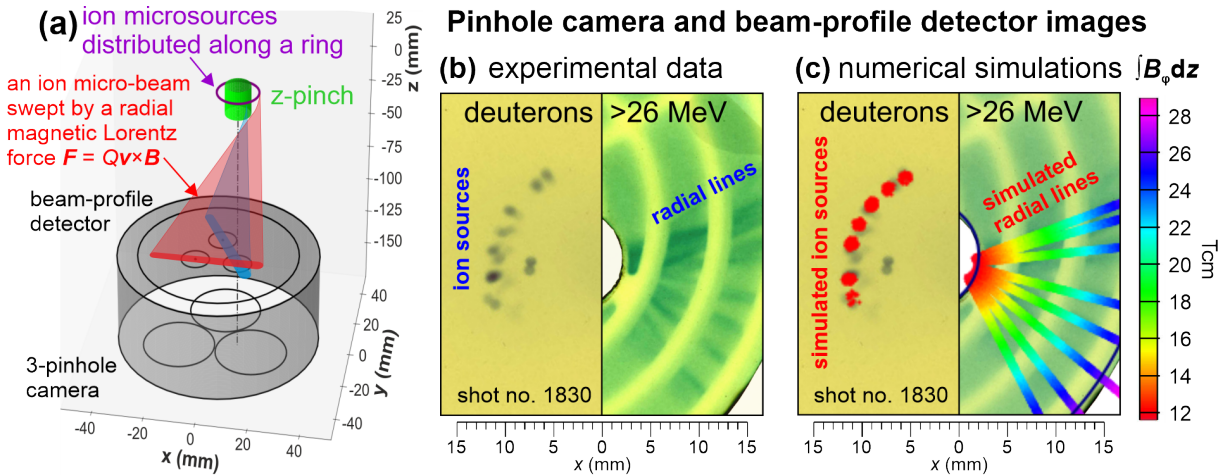 (a)
ion microsources
distributed along a ring
an ion micro-beam
swept by a radial
magnetic Lorentz
force F = Qv×B
z-pinch
beam-profile
detector
3-pinhole
camera
25
0
-25
-50
-75
-100
-125
-150
z (mm)
40
20
0
-20
-40
y (mm)
-40
-20
0
20
40
x (mm)
Pinhole camera and beam-profile detector images
(b) experimental data
deuterons
>26 MeV
ion sources
radial lines
shot no. 1830
15 10 5 0 5 10 15
x (mm)
(c) numerical simulations
deuterons
>26 MeV
simulated ion sources
simulated
radial lines
shot no. 1830
15 10 5 0 5 10 15
x (mm)
∫Bφdz
28
26
24
22
20
18
16
14
12
Tcm